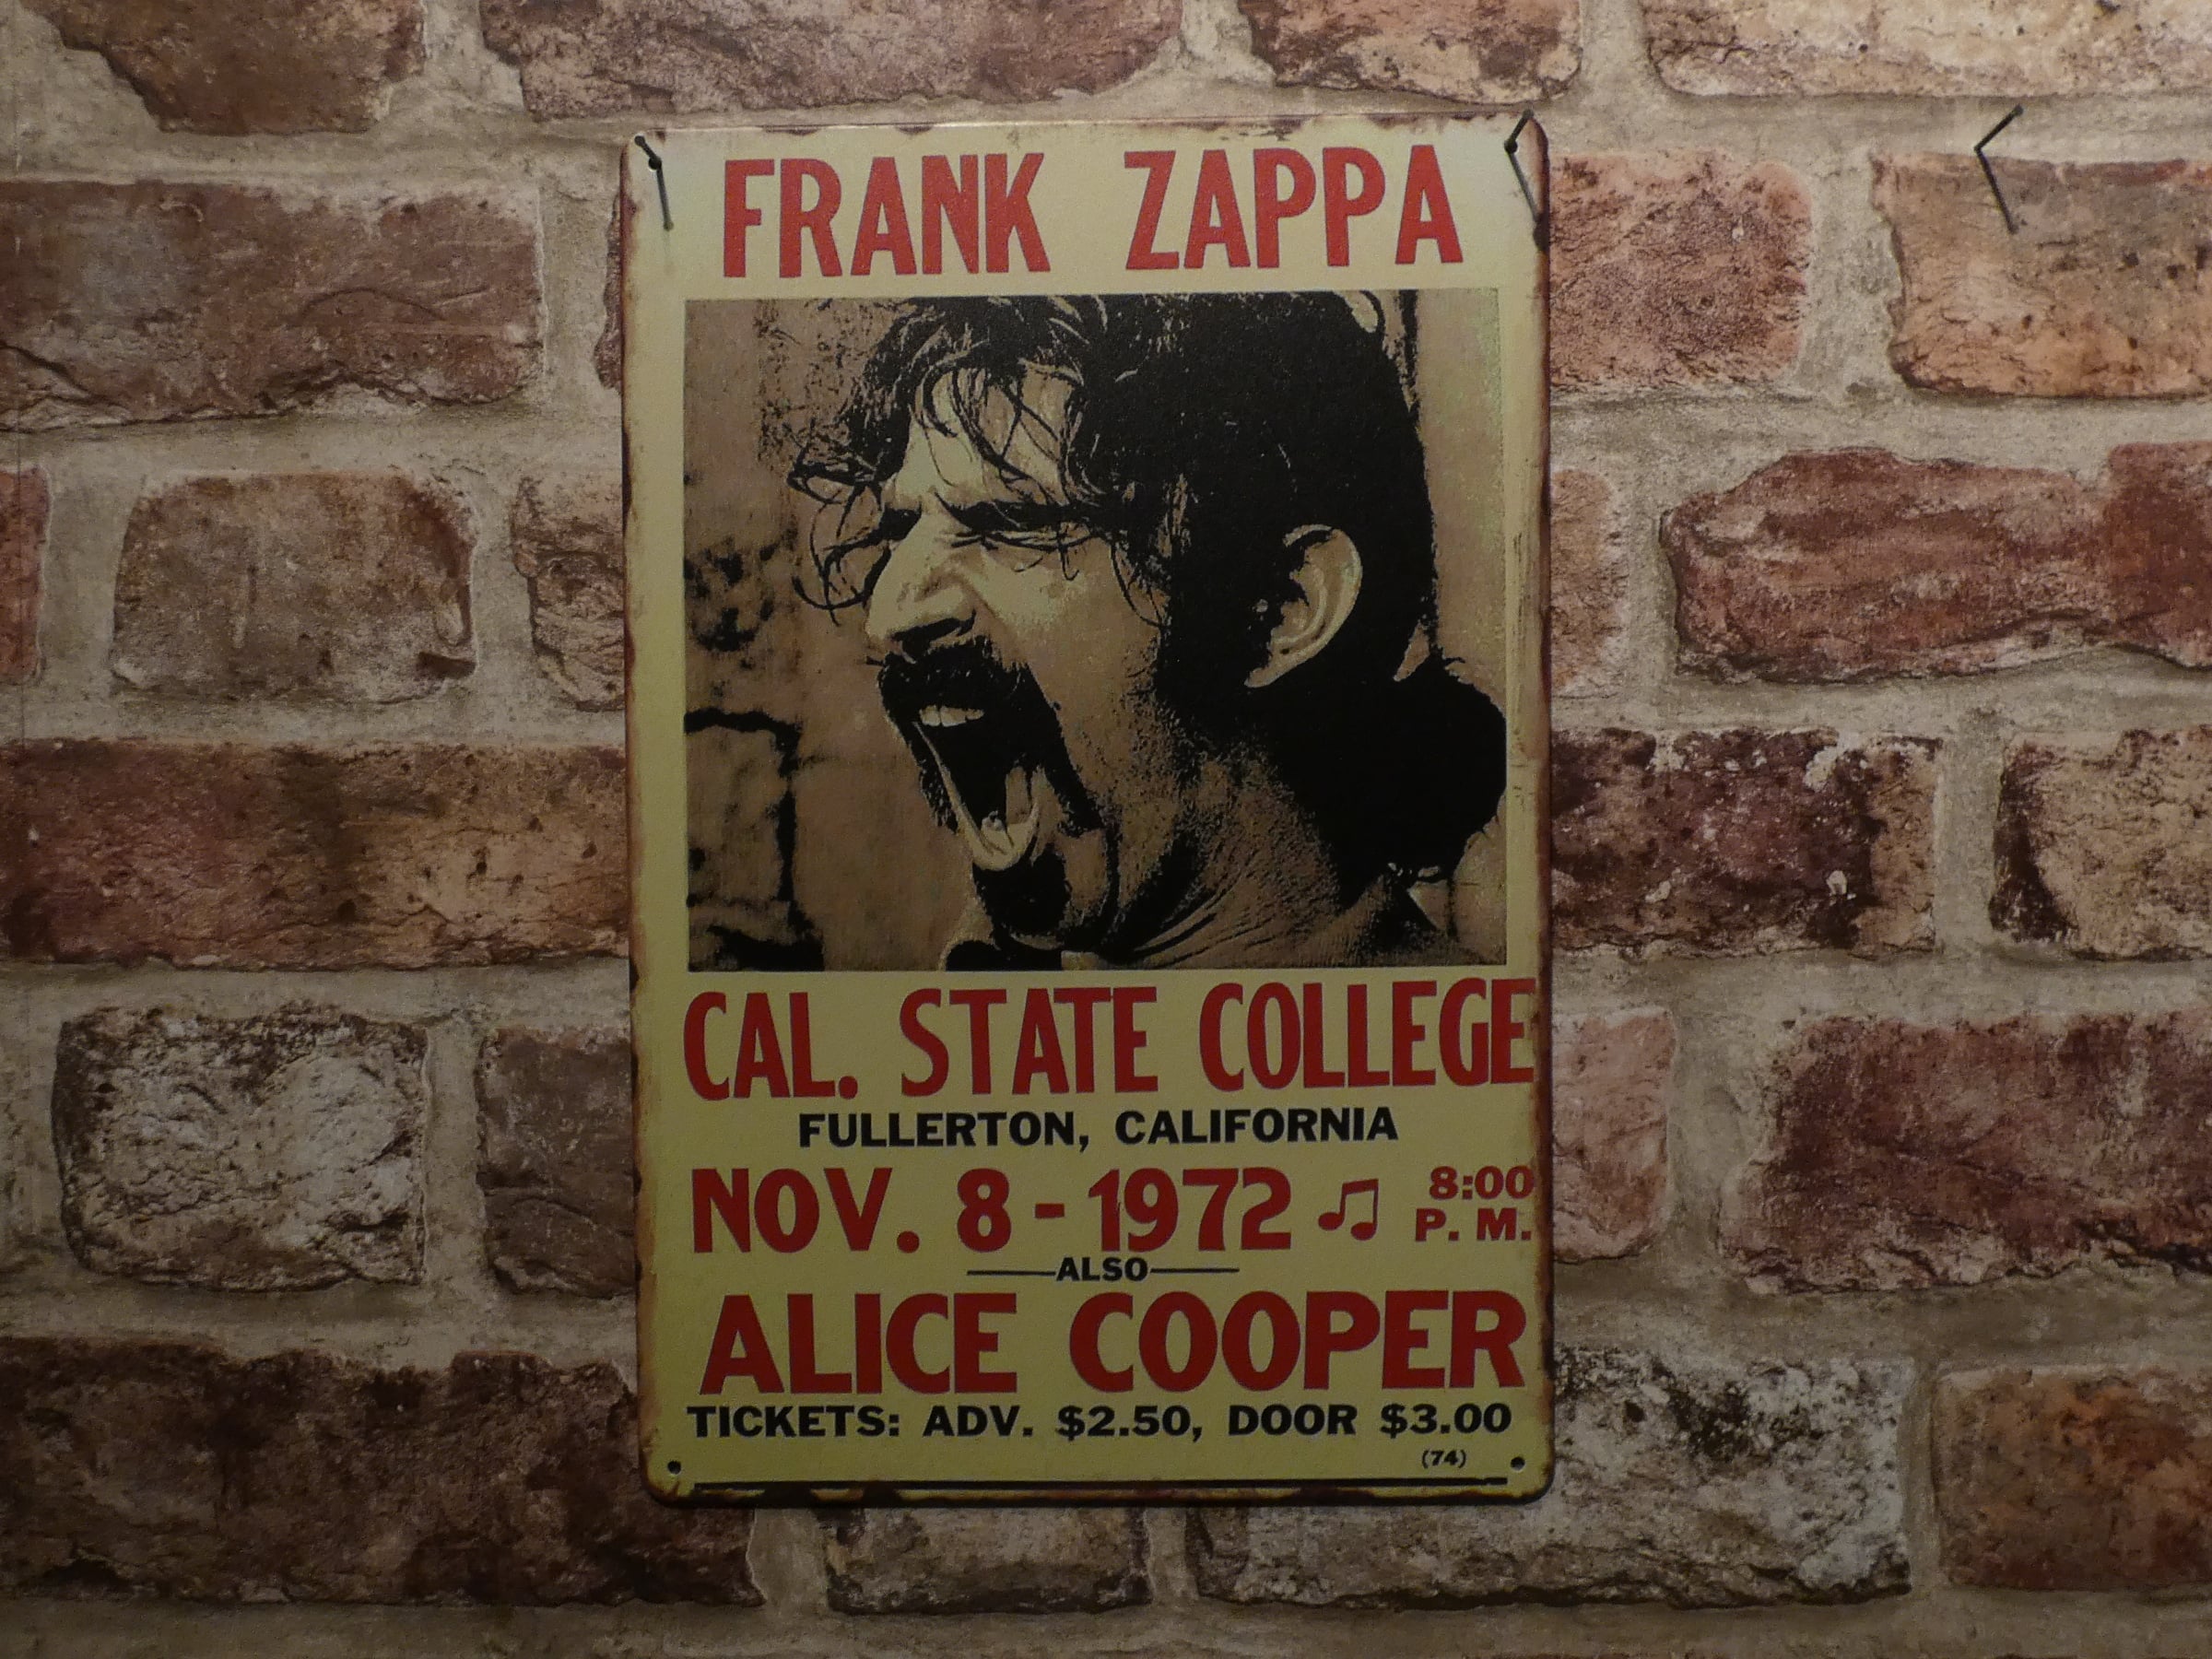 FRANK ZAPPA
CAL. STATE COLLEGE
FULLERTON, CALIFORNIA
NOV. 8 - 1972 ♫ 8:00 P. M.
ALSO
ALICE COOPER
TICKETS: ADV. $2.50, DOOR $3.00
(74)